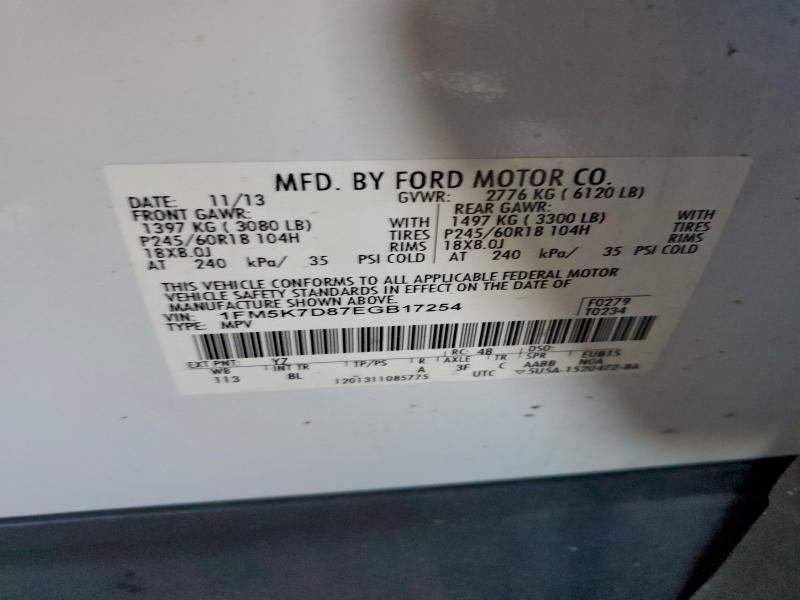 MFD. BY FORD MOTOR CO.
DATE: 11/13 GVWR: 2776 KG ( 6120 LB)
FRONT GAWR: REAR GAWR:
1397 KG ( 3080 LB) WITH 1497 KG ( 3300 LB) WITH
P245/60R18 104H TIRES P245/60R18 104H TIRES
18X8.0J RIMS 18X8.0J RIMS
AT 240 kPa/ 35 PSI COLD AT 240 kPa/ 35 PSI COLD
THIS VEHICLE CONFORMS TO ALL APPLICABLE FEDERAL MOTOR
VEHICLE SAFETY STANDARDS IN EFFECT ON THE DATE OF
MANUFACTURE SHOWN ABOVE.
VIN: 1FM5K7D87EGB17254 F0279
TYPE: MPV T0234
EXT PNT: YZ RC: 48 DSO:
WB INT TR TP/PS R AXLE TR SPR EUB15
113 BL A 3F C AABB NGA
1201311085775 UTC ▽5U5A-1520472-BA